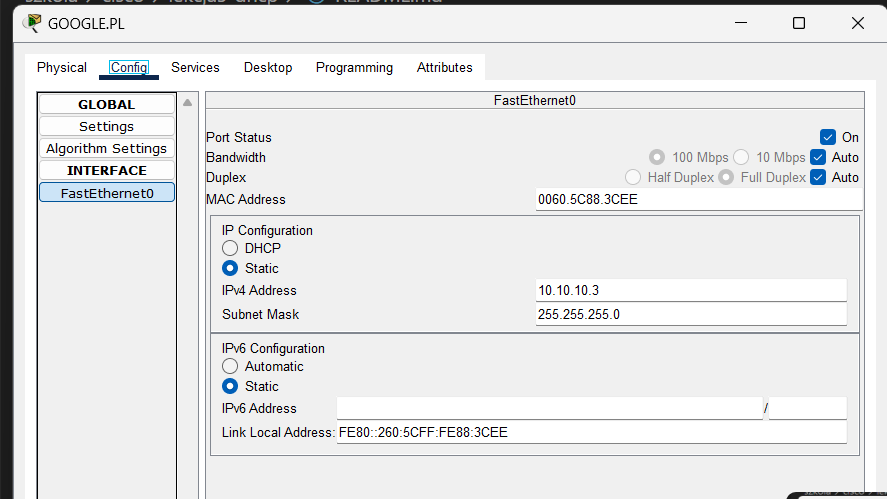 GOOGLE.PL
Physical Config Services Desktop Programming Attributes
GLOBAL
Settings
Algorithm Settings
INTERFACE
FastEthernet0
FastEthernet0
Port Status On
Bandwidth 100 Mbps 10 Mbps Auto
Duplex Half Duplex Full Duplex Auto
MAC Address 0060.5C88.3CEE
IP Configuration
DHCP
Static
IPv4 Address 10.10.10.3
Subnet Mask 255.255.255.0
IPv6 Configuration
Automatic
Static
IPv6 Address /
Link Local Address: FE80::260:5CFF:FE88:3CEE